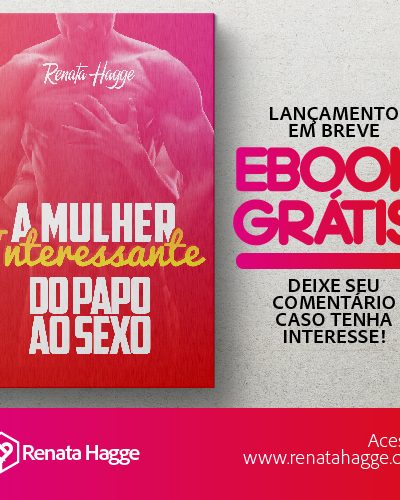 Renata Hagge
A MULHER
Interessante
DO PAPO
AO SEXO
LANÇAMENTO
EM BREVE
EBOOK
GRÁTIS
DEIXE SEU
COMENTÁRIO
CASO TENHA
INTERESSE!
Renata Hagge
Aces
www.renatahagge.c